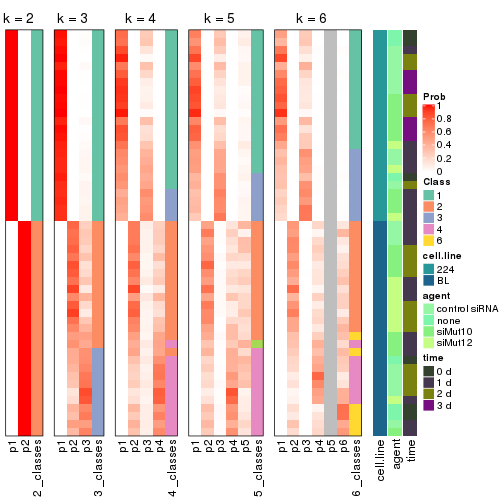 k = 2 k = 3 k = 4 k = 5 k = 6
p1 p2 2_classes
p1 p2 p3 3_classes
p1 p2 p3 p4 4_classes
p1 p2 p3 p4 p5 5_classes
p1 p2 p3 p4 p5 p6 6_classes
cell.line agent time
Prob
1
0.8
0.6
0.4
0.2
0
Class
1
2
3
4
6
cell.line
224
BL
agent
control siRNA
none
siMut10
siMut12
time
0 d
1 d
2 d
3 d